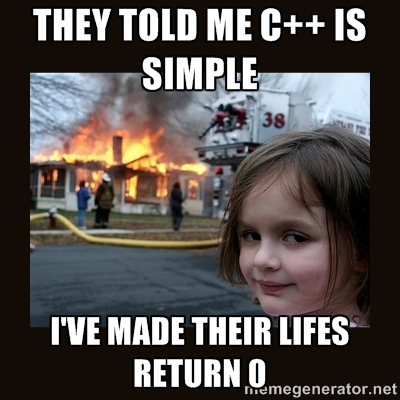 THEY TOLD ME C++ IS
SIMPLE
38
I'VE MADE THEIR LIFES
RETURN 0
memegenerator.net